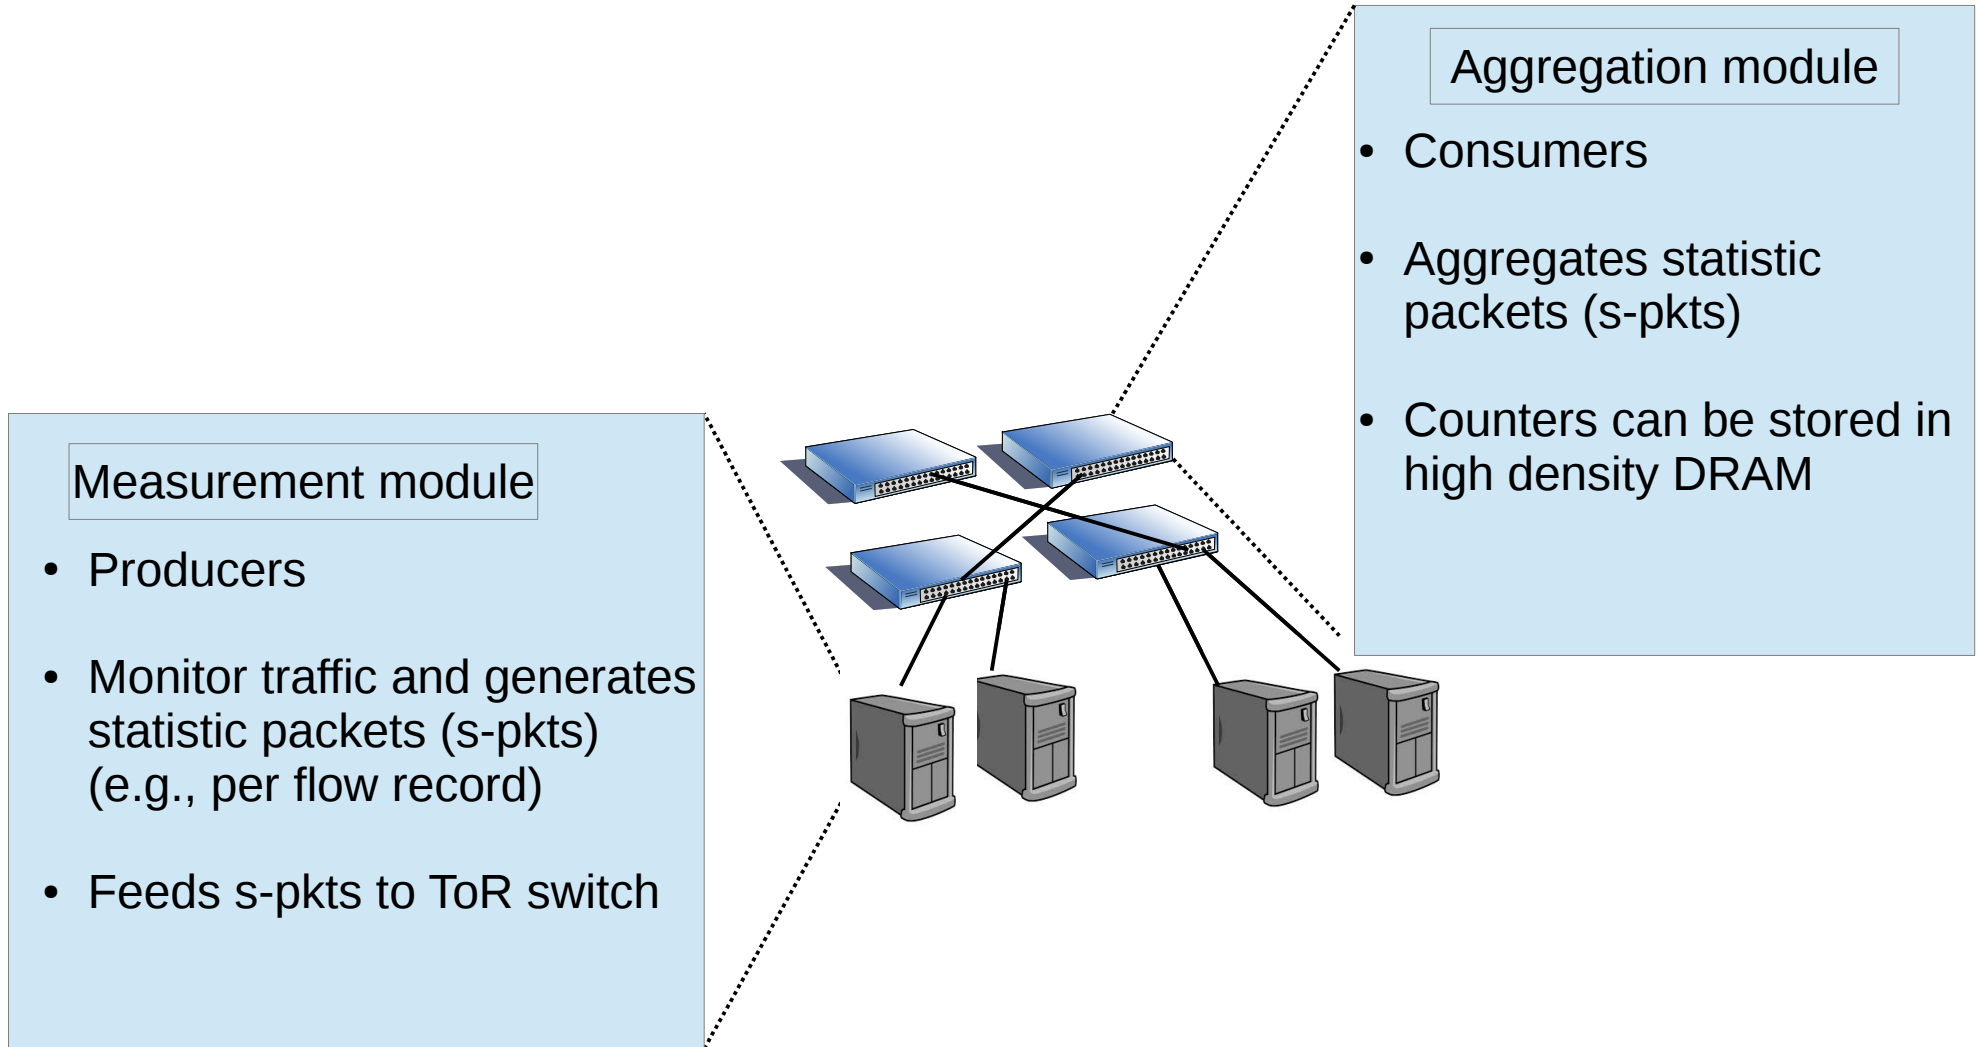 Aggregation module
• Consumers
• Aggregates statistic
packets (s-pkts)
• Counters can be stored in
high density DRAM
Measurement module
• Producers
• Monitor traffic and generates
statistic packets (s-pkts)
(e.g., per flow record)
• Feeds s-pkts to ToR switch